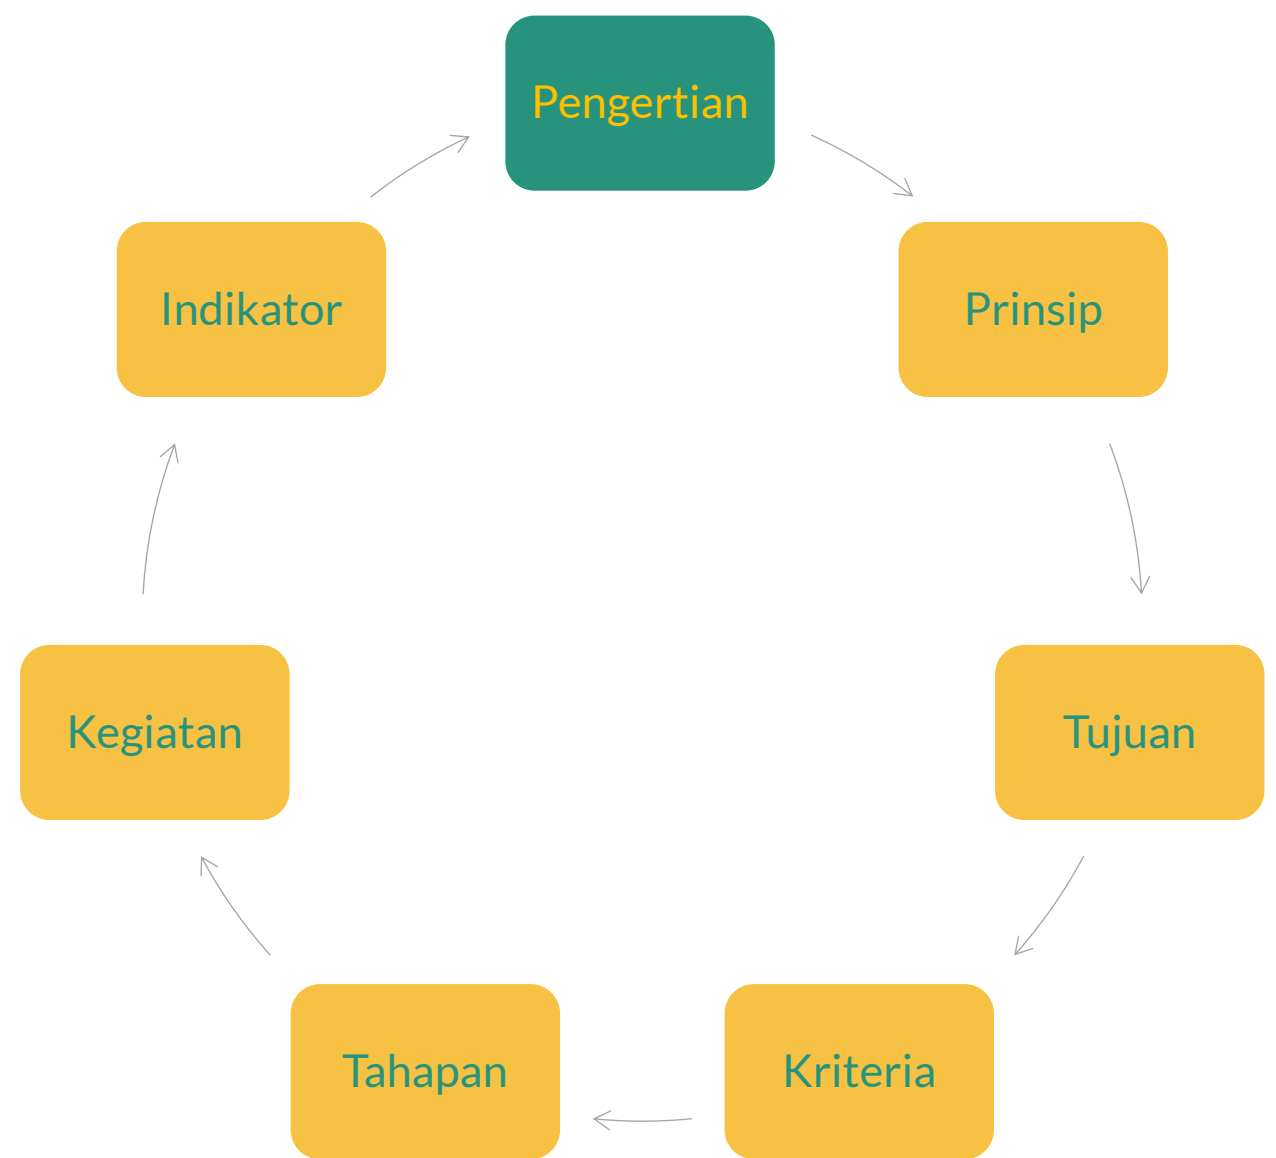 Pengertian
Prinsip
Tujuan
Kriteria
Tahapan
Kegiatan
Indikator